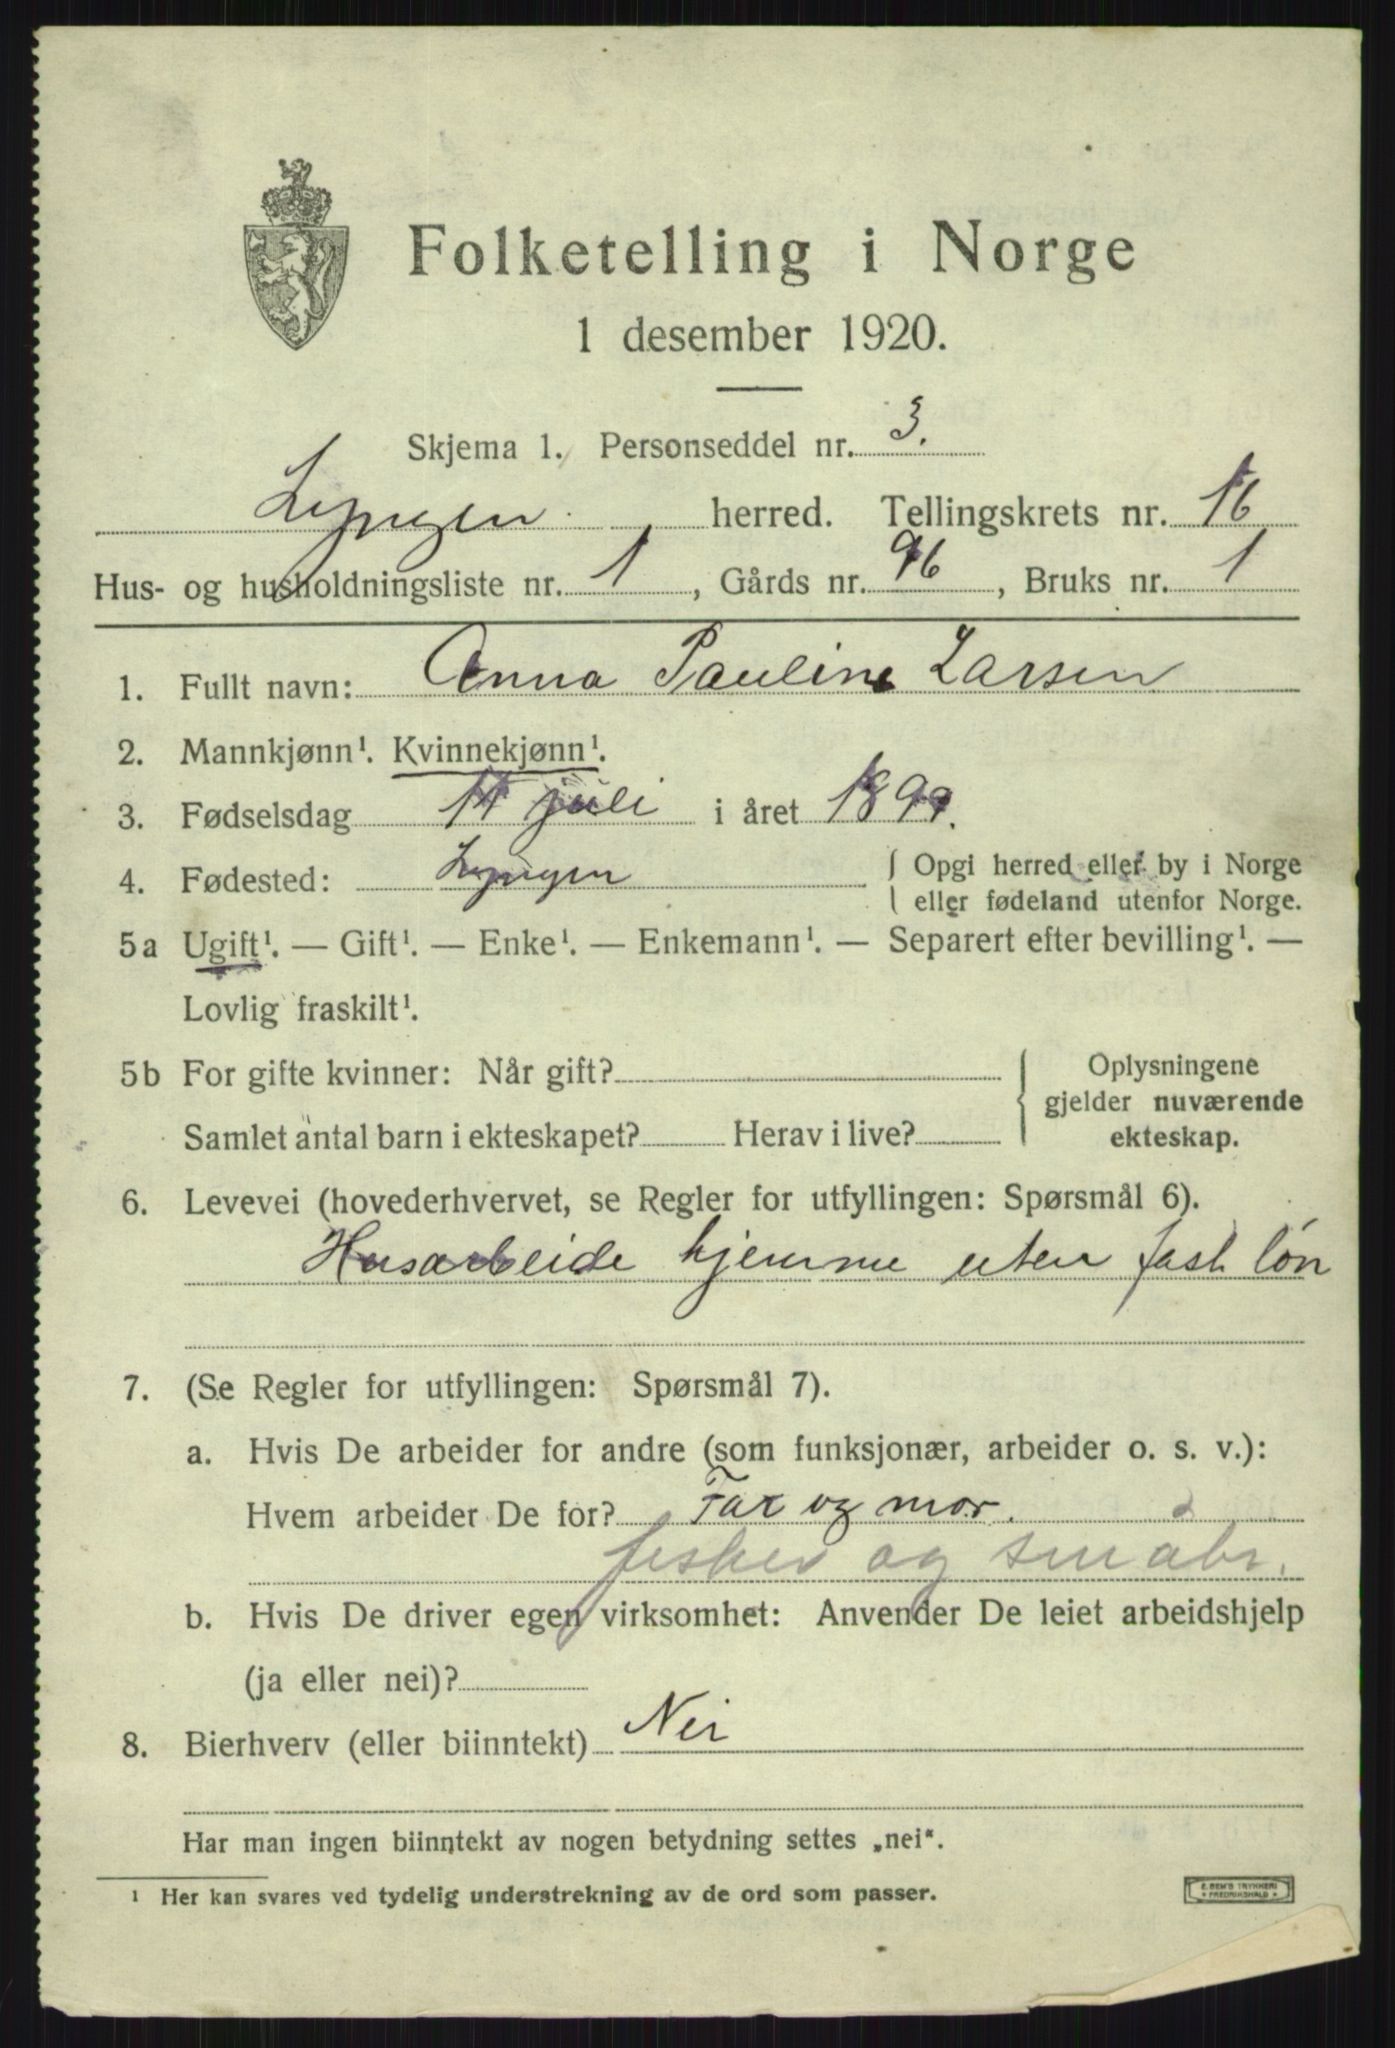 Folketelling i Norge
1 desember 1920.
Skjema 1. Personseddel nr. 3.
Lyngen herred. Tellingskrets nr. 16
Hus- og husholdningsliste nr. 1, Gårds nr. 96, Bruks nr. 1
1. Fullt navn: Anna Pauline Larsen
2. Mannkjønn¹. Kvinnekjønn¹.
3. Fødselsdag juli i året 1899.
4. Fødested: Lyngen { Opgi herred eller by i Norge
eller fødeland utenfor Norge.
5a Ugift¹. — Gift¹. — Enke¹. — Enkemann¹. — Separert efter bevilling¹. —
Lovlig fraskilt¹.
5b For gifte kvinner: Når gift?
Samlet antal barn i ekteskapet? Herav i live?
Oplysningene
gjelder nuværende
ekteskap.
6. Levevei (hovederhvervet, se Regler for utfyllingen: Spørsmål 6).
Husarbeide hjemme uten fast løn
7. (Se Regler for utfyllingen: Spørsmål 7).
a. Hvis De arbeider for andre (som funksjonær, arbeider o. s. v.):
Hvem arbeider De for? Far og mor.
fisker og småbr.
b. Hvis De driver egen virksomhet: Anvender De leiet arbeidshjelp
(ja eller nei)?
8. Bierhverv (eller biinntekt) Nei
Har man ingen biinntekt av nogen betydning settes „nei“.
¹ Her kan svares ved tydelig understrekning av de ord som passer.
E. SEM'S TRYKKERI
FREDRIKSHALD